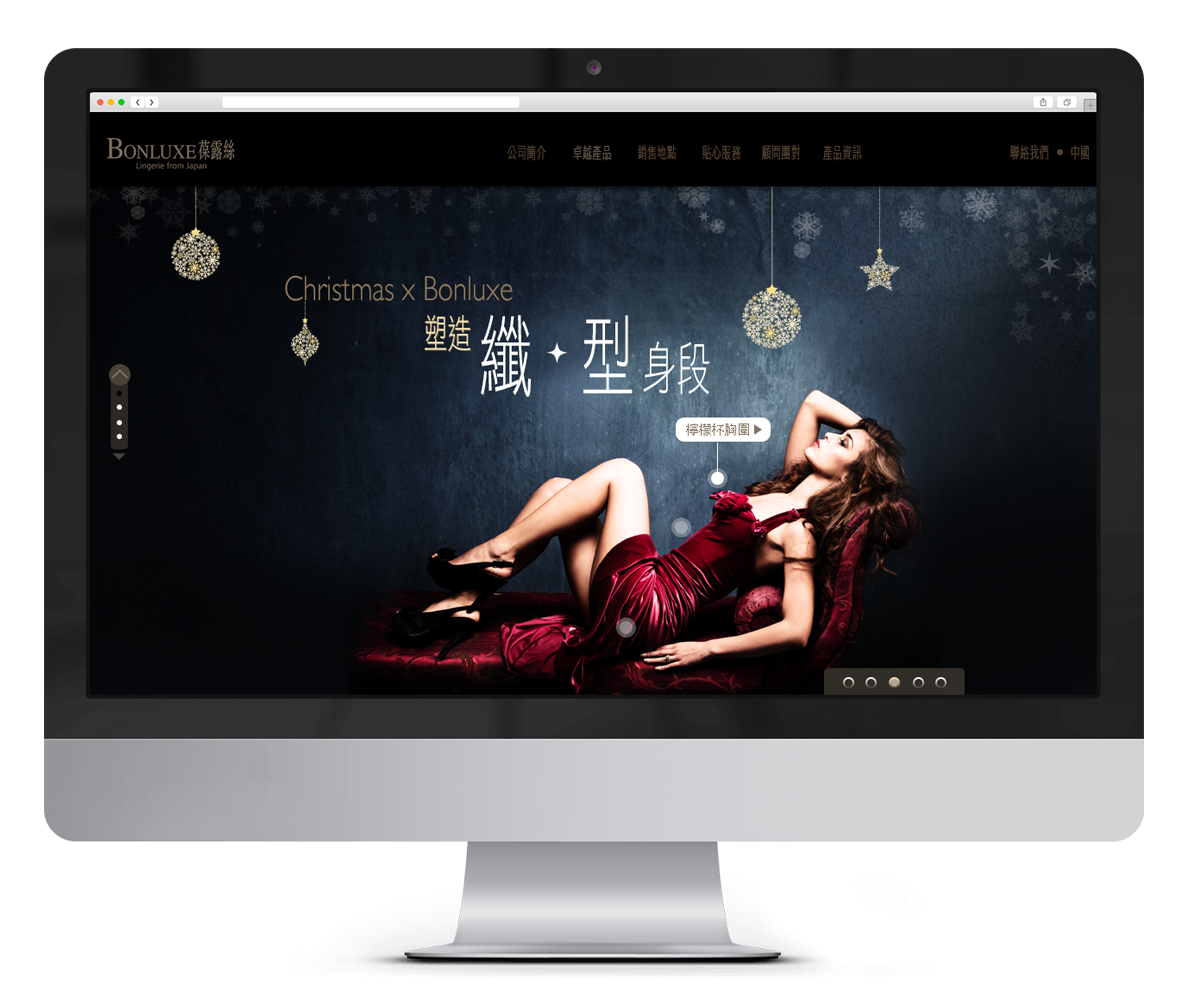 BONLUXE葆露絲
Lingerie from Japan
公司簡介 卓越產品 銷售地點 貼心服務 顧問團對 產品資訊 聯絡我們 • 中國
Christmas x Bonluxe
塑造 纖 型 身段
檸檬杯胸圍